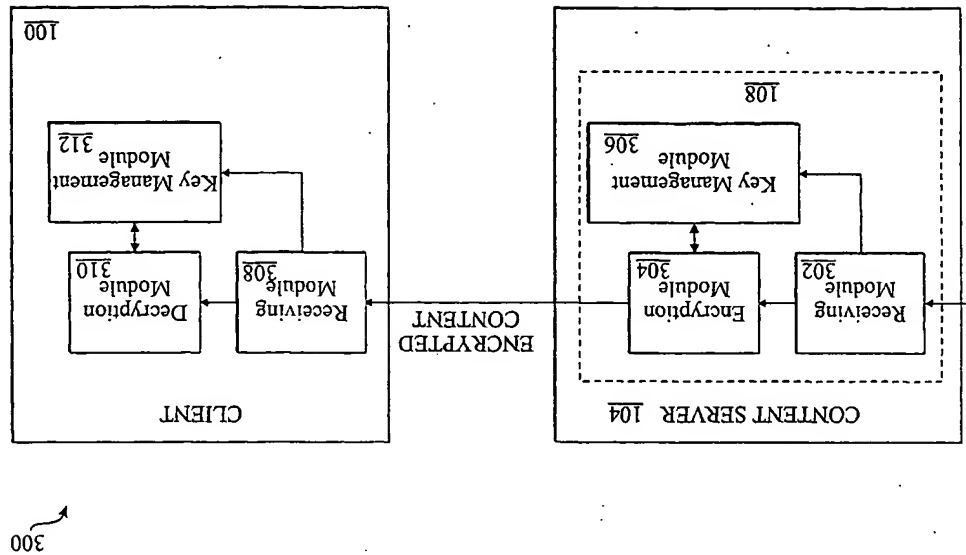 300
CONTENT SERVER 104
Receiving
Module
302
Encryption
Module
304
Key Management
Module
306
108
ENCRYPTED
CONTENT
CLIENT
Receiving
Module
308
Decryption
Module
310
Key Management
Module
312
100